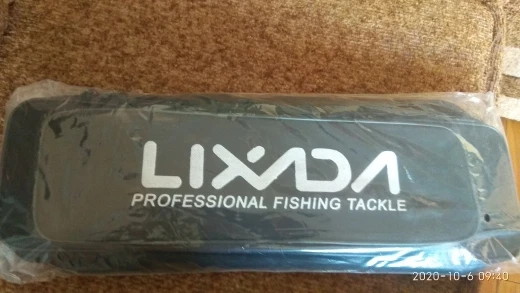 LIXADA
PROFESSIONAL FISHING TACKLE
2020-10-6 09:40